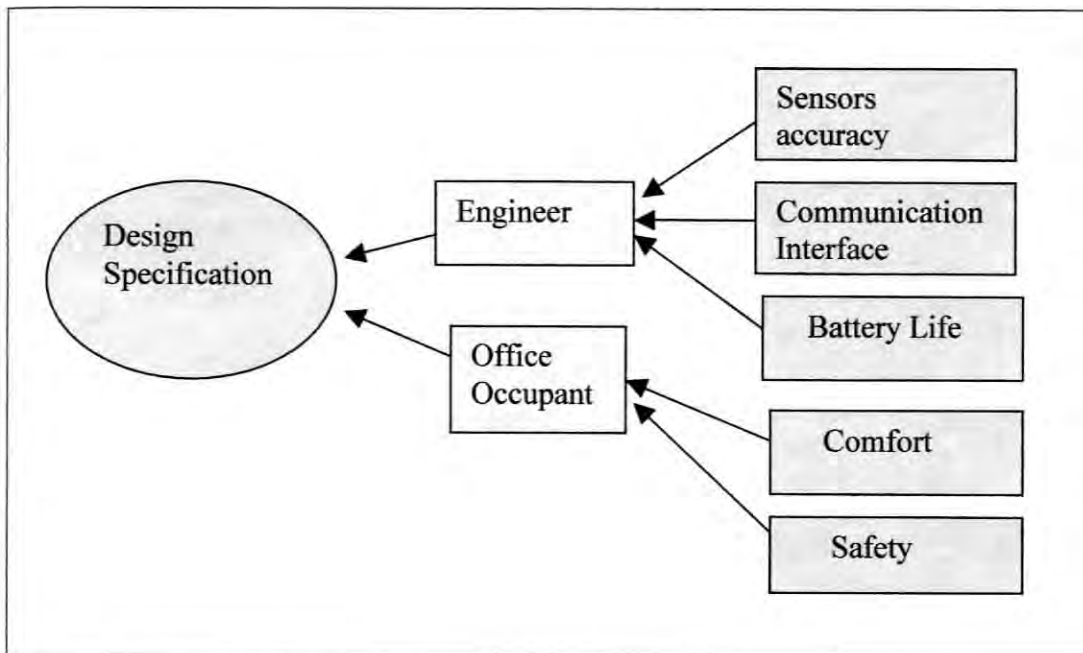 Design
Specification
Engineer
Office
Occupant
Sensors
accuracy
Communication
Interface
Battery Life
Comfort
Safety